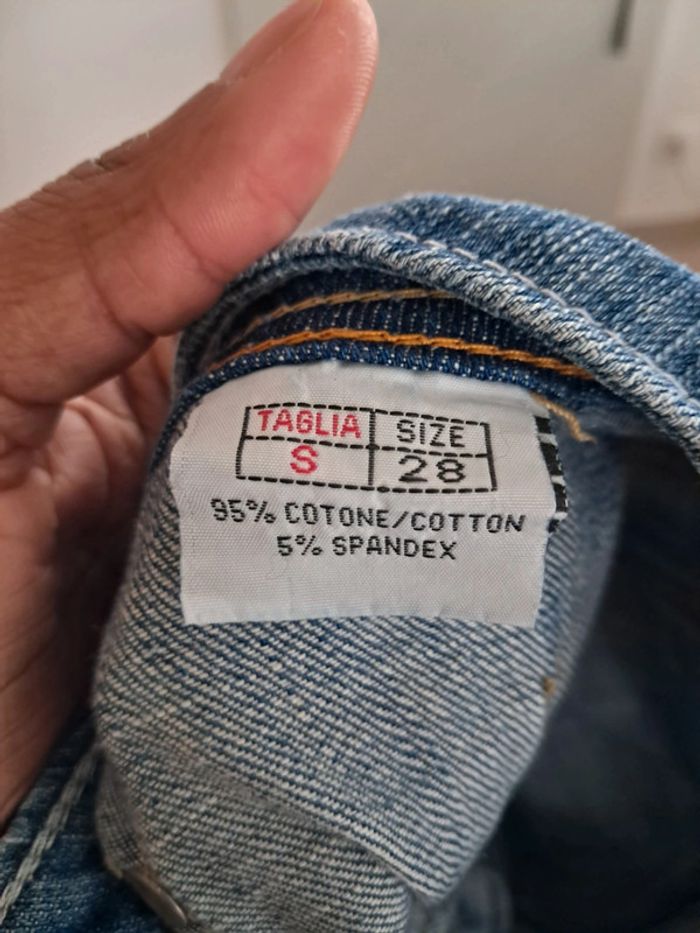 TAGLIA SIZE
S 28
95% COTONE/COTTON
5% SPANDEX